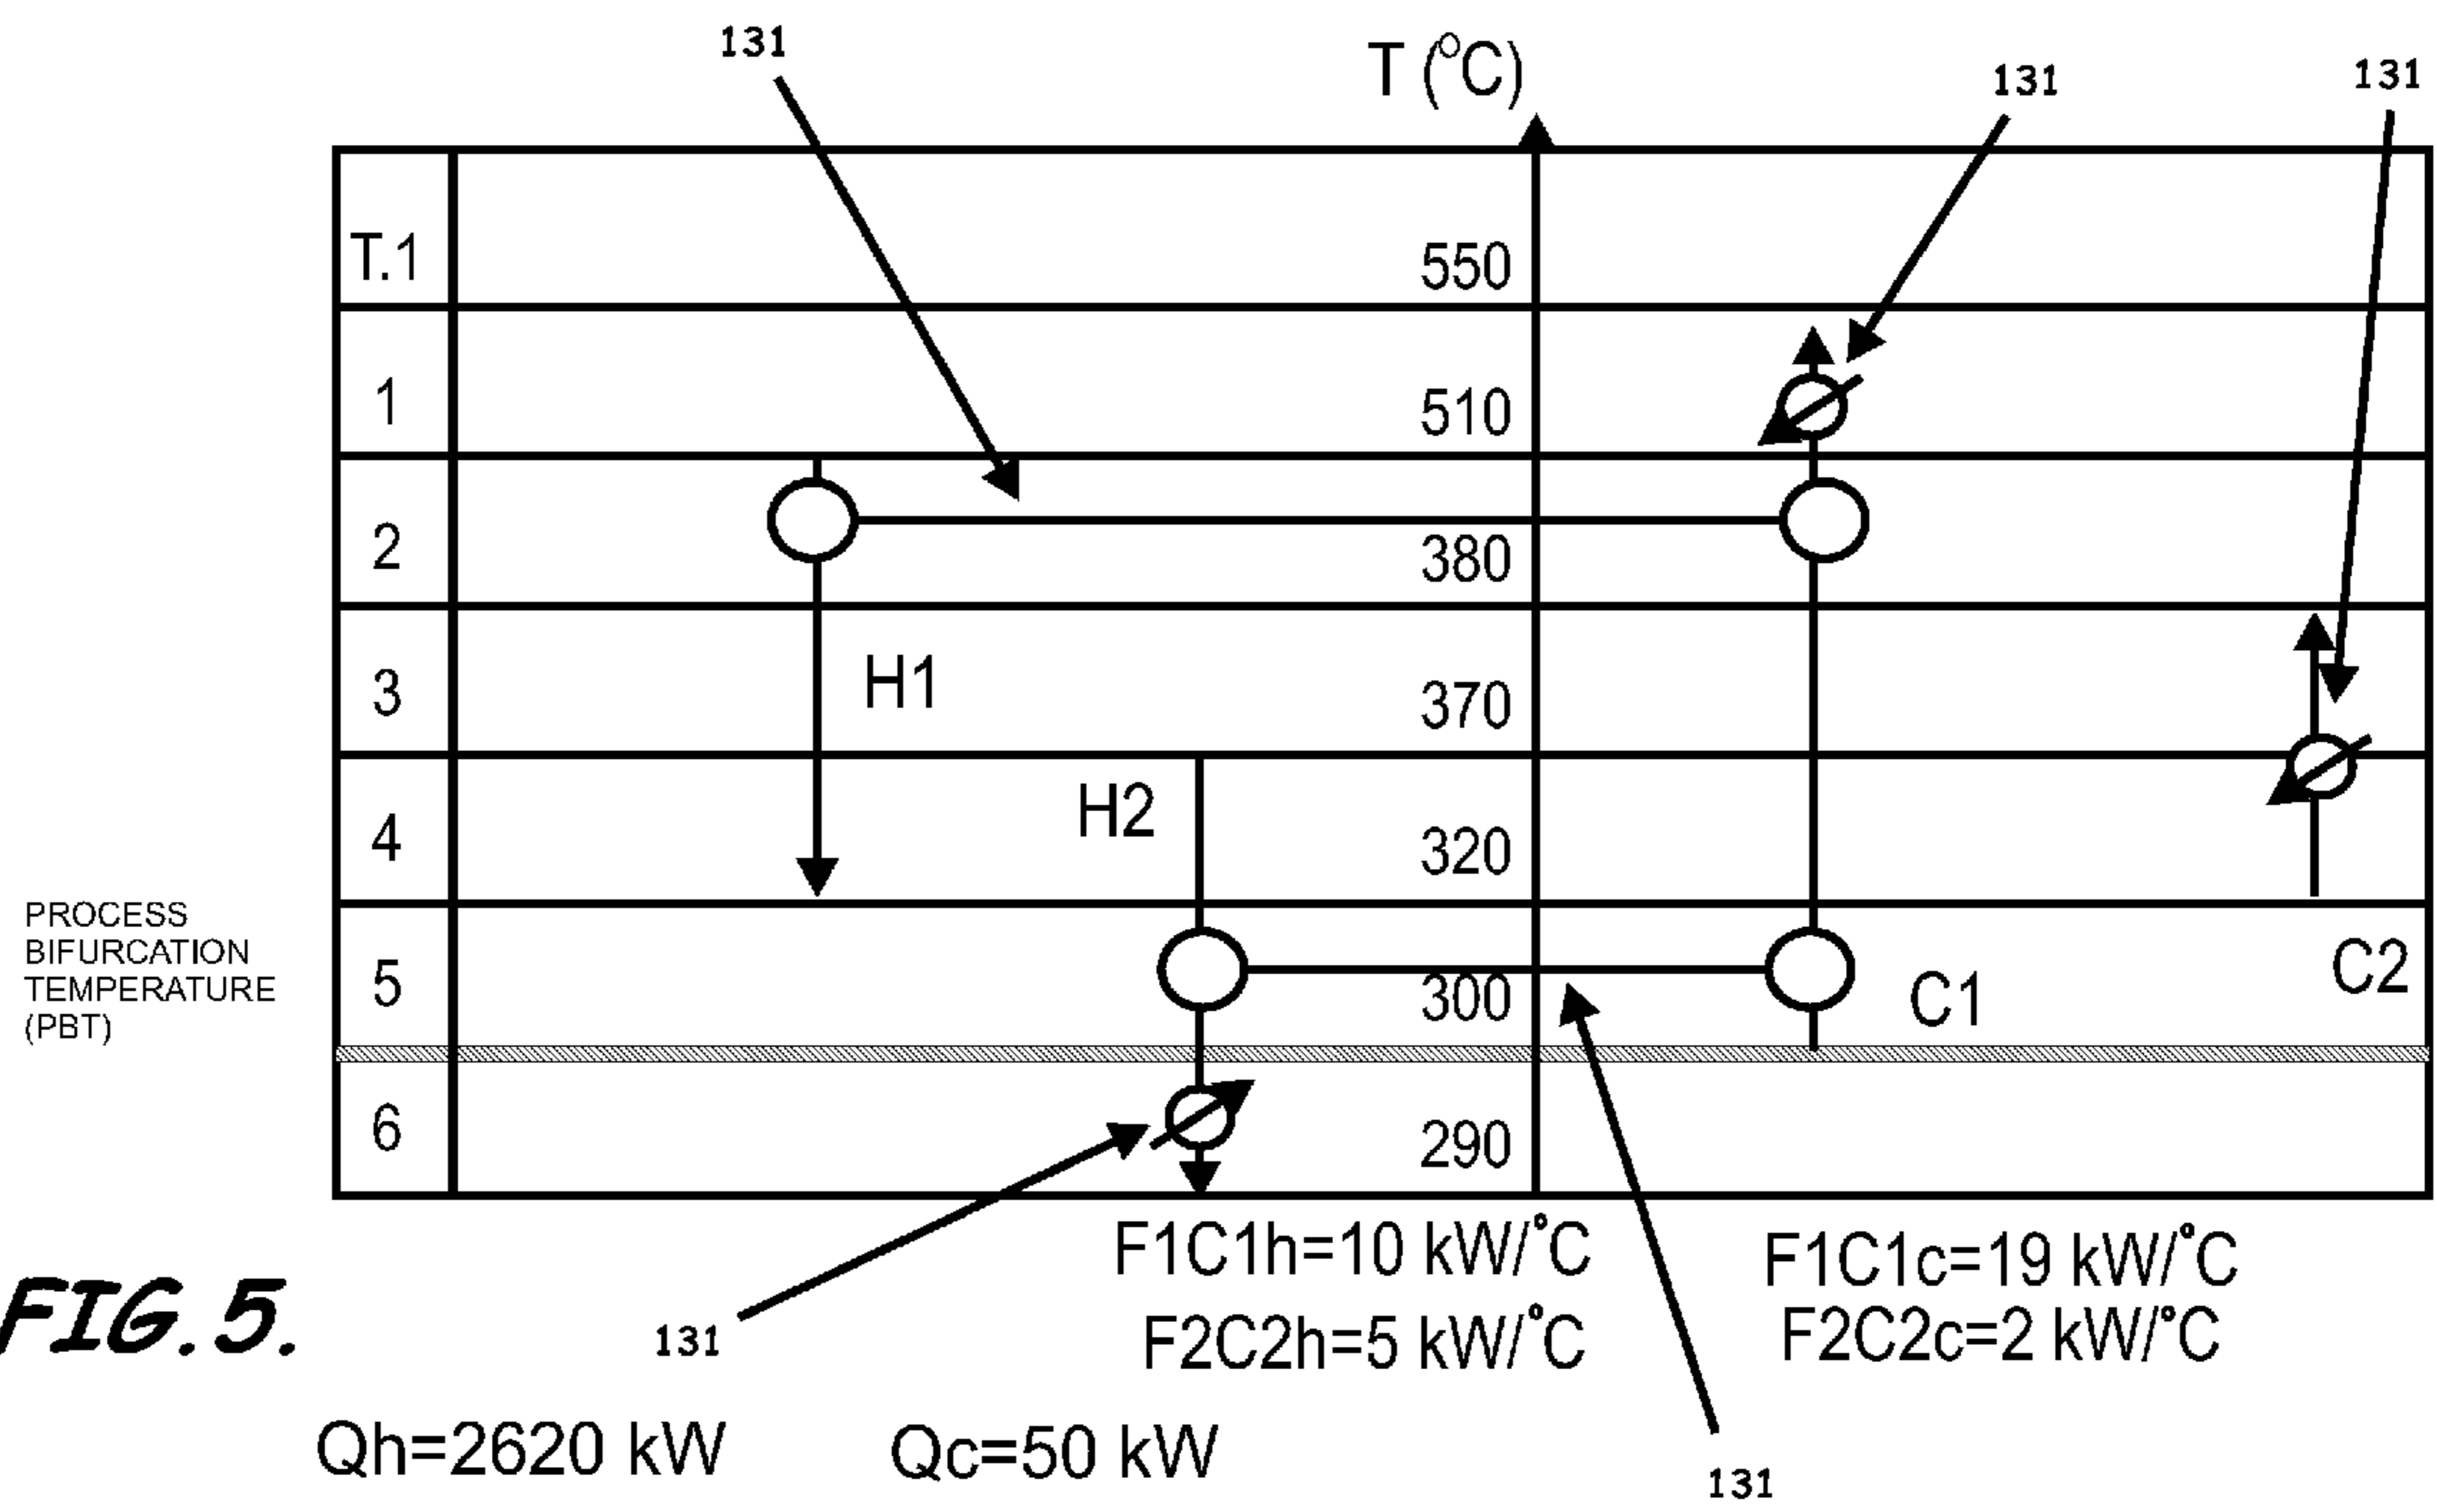 131
T (°C)
131
131
T.1
550
1
510
2
380
3
H1
370
4
H2
320
PROCESS
BIFURCATION
TEMPERATURE
(PBT)
5
300
C1
C2
6
290
F1C1h=10 kW/°C
F1C1c=19 kW/°C
F2C2h=5 kW/°C
F2C2c=2 kW/°C
FIG.5.
131
Qh=2620 kW
Qc=50 kW
131